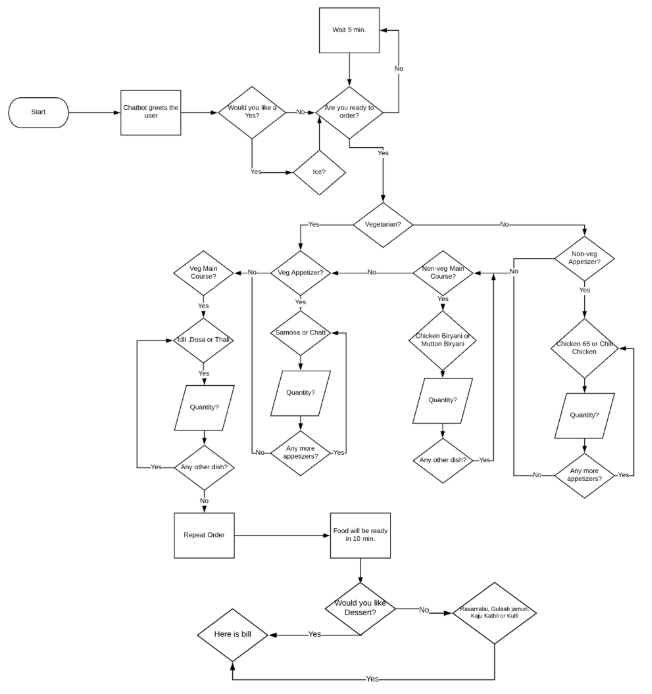 Wait 5 min.
No
Start
Chatbot greets the
user
Would you like a
Yes?
No
Are you ready to
order?
Yes
Ice?
Yes
Vegetarian?
Yes
No
Veg Main
Course?
No
Veg Appetizer?
No
Non-veg Main
Course?
No
Non-veg
Appetizer?
Yes
Yes
Yes
Yes
Idli ,Dosa or Thali
Samosa or Chatt
Chicken Biryani or
Mutton Biryani
Chicken 65 or Chili
Chicken
Yes
Quantity?
Quantity?
Quantity?
Quantity?
Yes
Any other dish?
No
Any more
appetizers?
Yes
Any other dish?
Yes
No
Any more
appetizers?
Yes
No
Repeat Order
Food will be ready
in 10 min.
Would you like
Dessert?
No
Rasamalai, Gulaab jamun,
Kaju Kathli or Kulfi
Here is bill
Yes
Yes